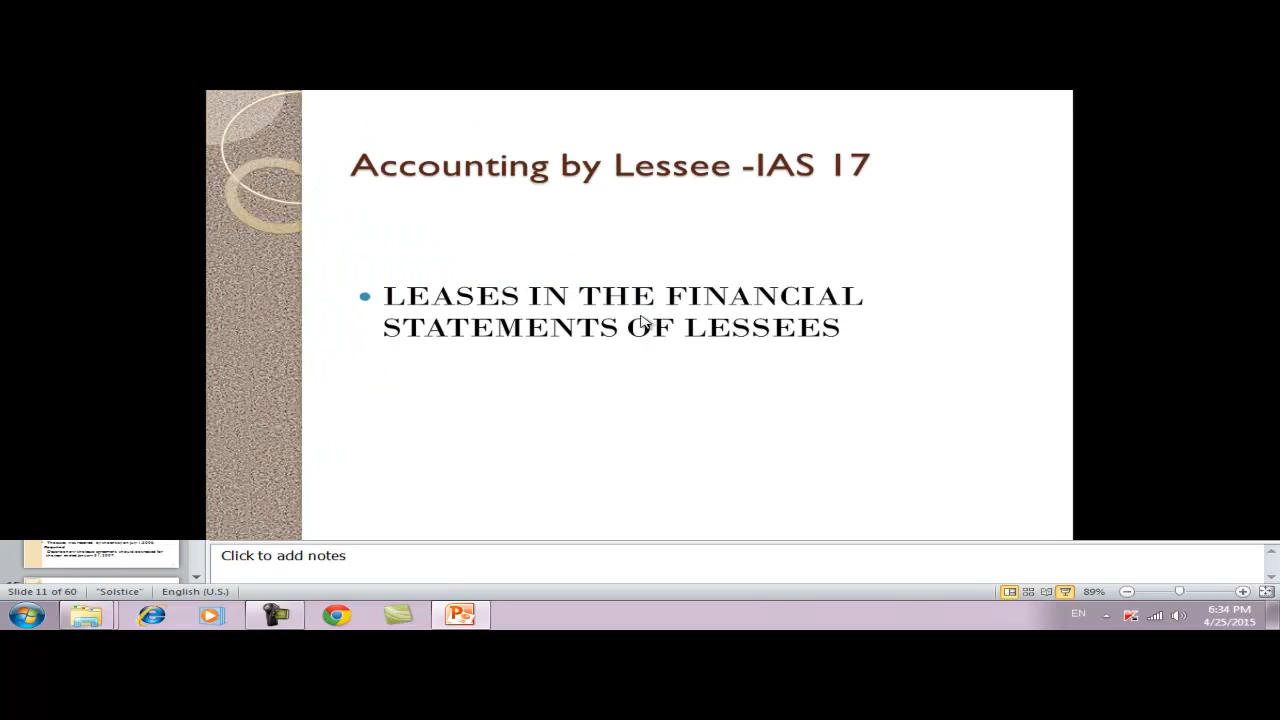 Accounting by Lessee -IAS 17
LEASES IN THE FINANCIAL
STATEMENTS OF LESSEES
Required
Click to add notes
Slide 11 of 60
"Solstice"
English (U.S.)
89%
EN
6:34 PM
4/25/2015